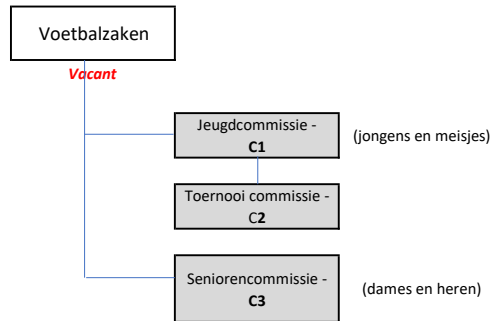 Voetbalzaken
Vacant
Jeugdcommissie -
C1
(jongens en meisjes)
Toernooi commissie -
C2
Seniorencommissie -
C3
(dames en heren)